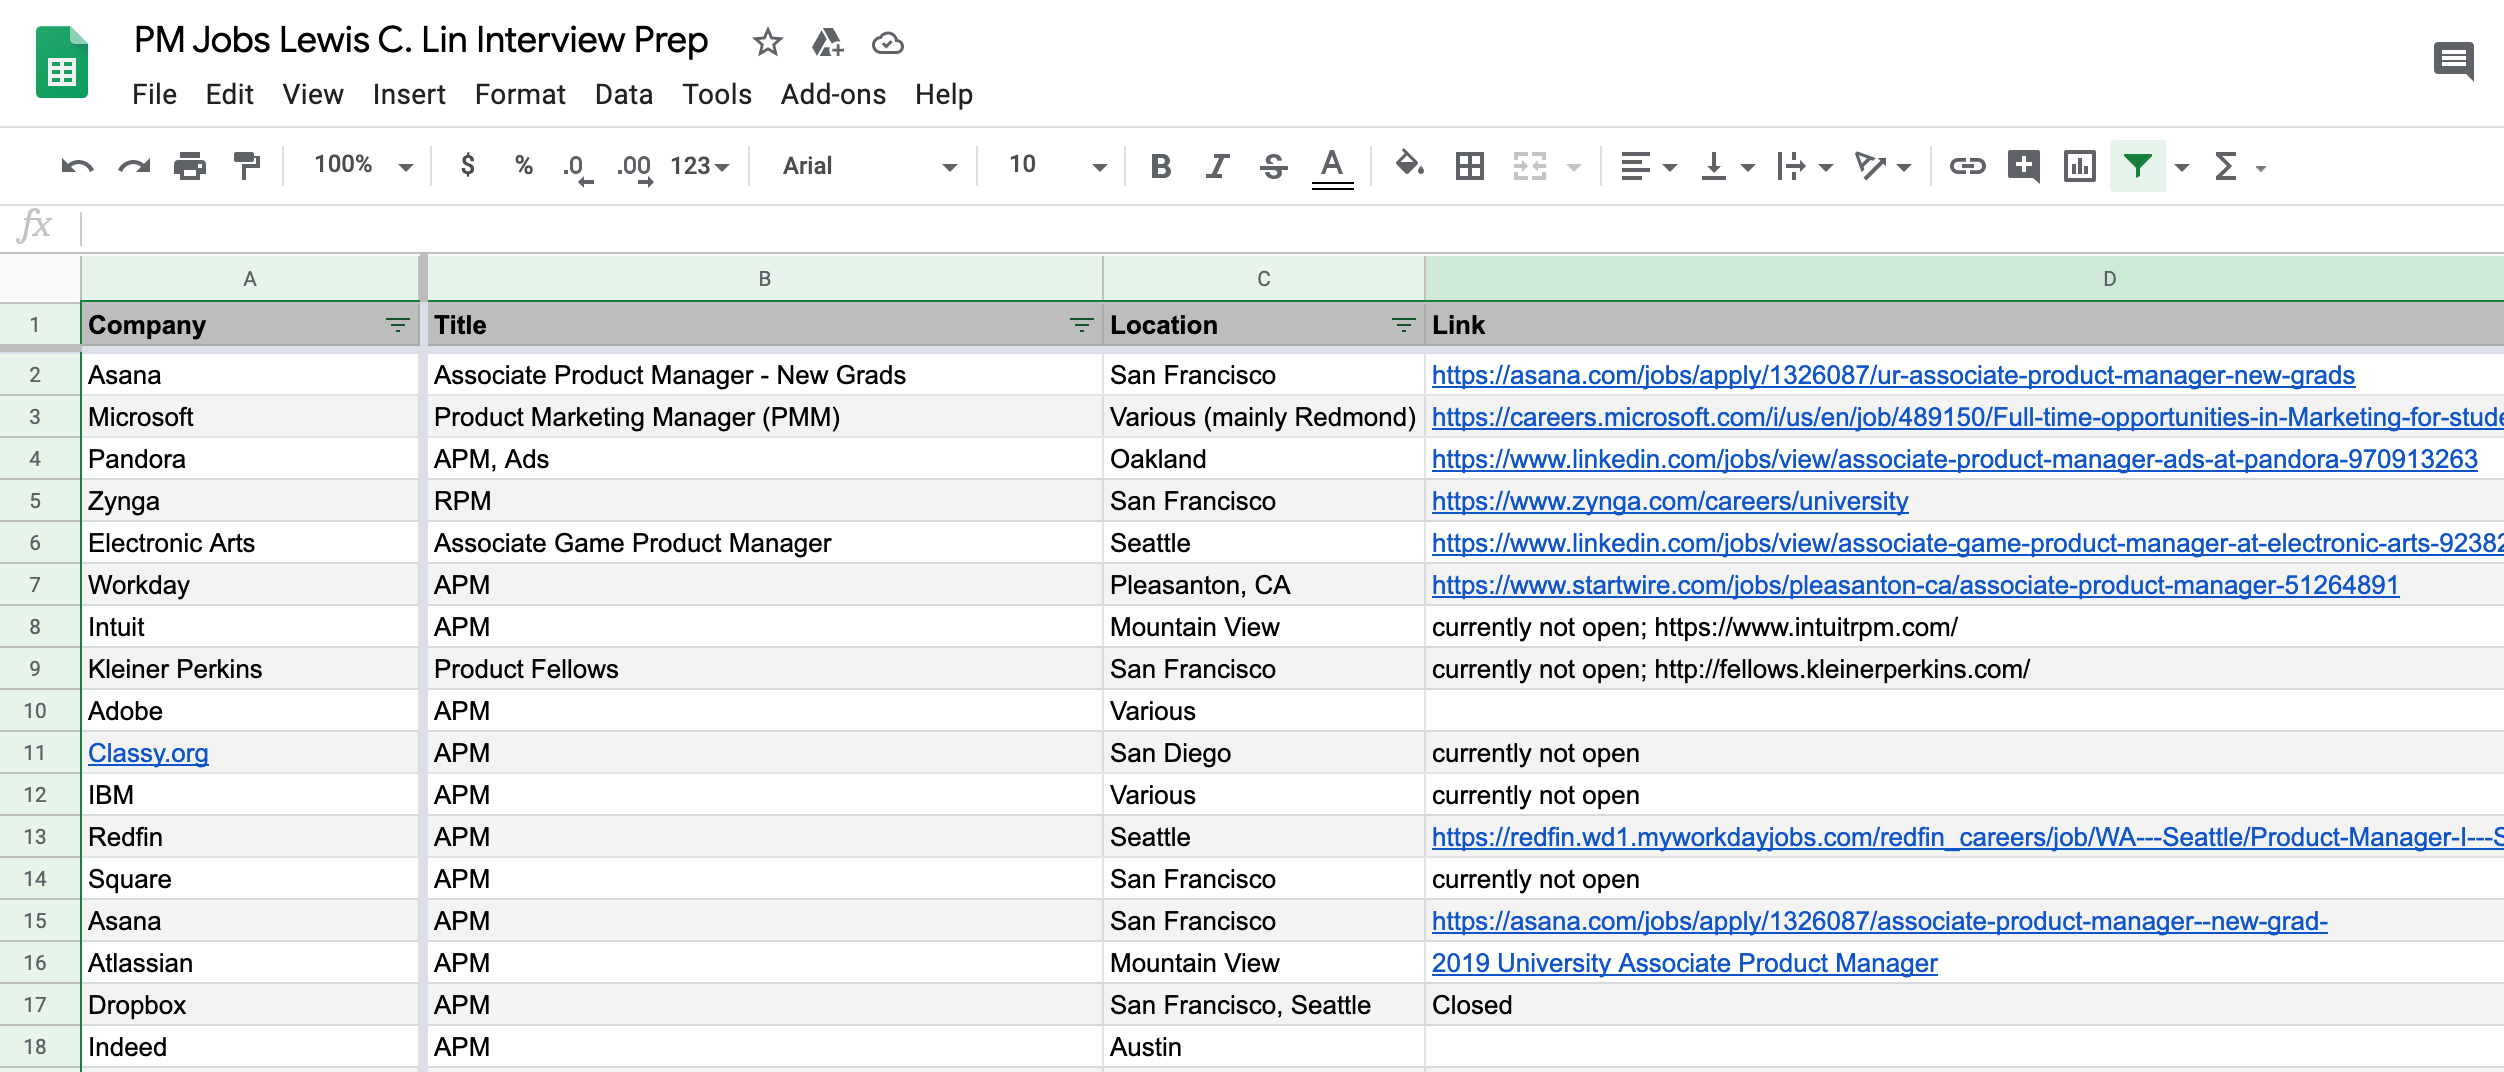 PM Jobs Lewis C. Lin Interview Prep
File Edit View Insert Format Data Tools Add-ons Help
100% $ % .0 .00 123 Arial 10 B I S A Σ
fx
A B C D
1 Company Title Location Link
2 Asana Associate Product Manager - New Grads San Francisco https://asana.com/jobs/apply/1326087/ur-associate-product-manager-new-grads
3 Microsoft Product Marketing Manager (PMM) Various (mainly Redmond) https://careers.microsoft.com/i/us/en/job/489150/Full-time-opportunities-in-Marketing-for-stude
4 Pandora APM, Ads Oakland https://www.linkedin.com/jobs/view/associate-product-manager-ads-at-pandora-970913263
5 Zynga RPM San Francisco https://www.zynga.com/careers/university
6 Electronic Arts Associate Game Product Manager Seattle https://www.linkedin.com/jobs/view/associate-game-product-manager-at-electronic-arts-92382
7 Workday APM Pleasanton, CA https://www.startwire.com/jobs/pleasanton-ca/associate-product-manager-51264891
8 Intuit APM Mountain View currently not open; https://www.intuitrpm.com/
9 Kleiner Perkins Product Fellows San Francisco currently not open; http://fellows.kleinerperkins.com/
10 Adobe APM Various
11 Classy.org APM San Diego currently not open
12 IBM APM Various currently not open
13 Redfin APM Seattle https://redfin.wd1.myworkdayjobs.com/redfin_careers/job/WA---Seattle/Product-Manager-I---S
14 Square APM San Francisco currently not open
15 Asana APM San Francisco https://asana.com/jobs/apply/1326087/associate-product-manager--new-grad-
16 Atlassian APM Mountain View 2019 University Associate Product Manager
17 Dropbox APM San Francisco, Seattle Closed
18 Indeed APM Austin